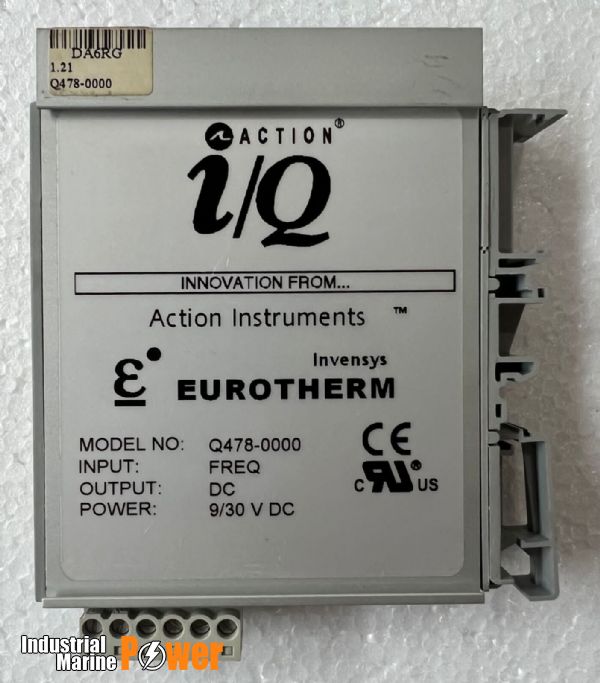 DA6RG
1.21
Q478-0000
ACTION®
i/Q
INNOVATION FROM...
Action Instruments ™
Invensys
EUROTHERM
MODEL NO: Q478-0000
INPUT: FREQ
OUTPUT: DC
POWER: 9/30 V DC
CE
C RU® US
Industrial
Marine Power